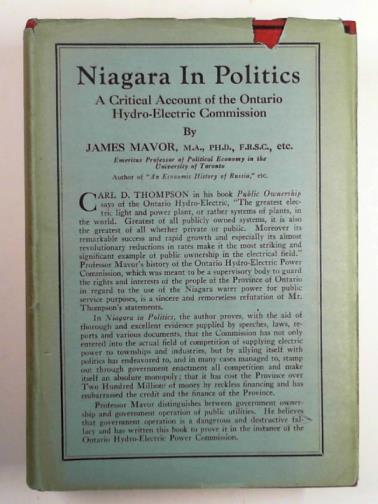 Niagara In Politics
A Critical Account of the Ontario
Hydro-Electric Commission
By
JAMES MAVOR, M.A., PH.D., F.R.S.C., etc.
Emeritus Professor of Political Economy in the
University of Toronto
Author of "An Economic History of Russia," etc.
CARL D. THOMPSON in his book Public Ownership
says of the Ontario Hydro-Electric, "The greatest elec-
tric light and power plant, or rather systems of plants, in
the world. Greatest of all publicly owned systems, it is also
the greatest of all whether private or public. Moreover its
remarkable success and rapid growth and especially its almost
revolutionary reductions in rates make it the most striking and
significant example of public ownership in the electrical field."
Professor Mavor's history of the Ontario Hydro-Electric Power
Commission, which was meant to be a supervisory body to guard
the rights and interests of the people of the Province of Ontario
in regard to the use of the Niagara water power for public
service purposes, is a sincere and remorseless refutation of Mr.
Thompson's statements.
In Niagara in Politics, the author proves, with the aid of
thorough and excellent evidence supplied by speeches, laws, re-
ports and various documents, that the Commission has not only
entered into the actual field of competition of supplying electric
power to townships and industries, but by allying itself with
politics has endeavored to, and in many cases managed to, stamp
out through government enactment all competition and make
itself an absolute monopoly; that it has cost the Province over
Two Hundred Millions of money by reckless financing and has
embarrassed the credit and the finance of the Province.
Professor Mavor distinguishes between government owner-
ship and government operation of public utilities. He believes
that government operation is a dangerous and destructive fal-
lacy and has written this book to prove it in the instance of the
Ontario Hydro-Electric Power Commission.